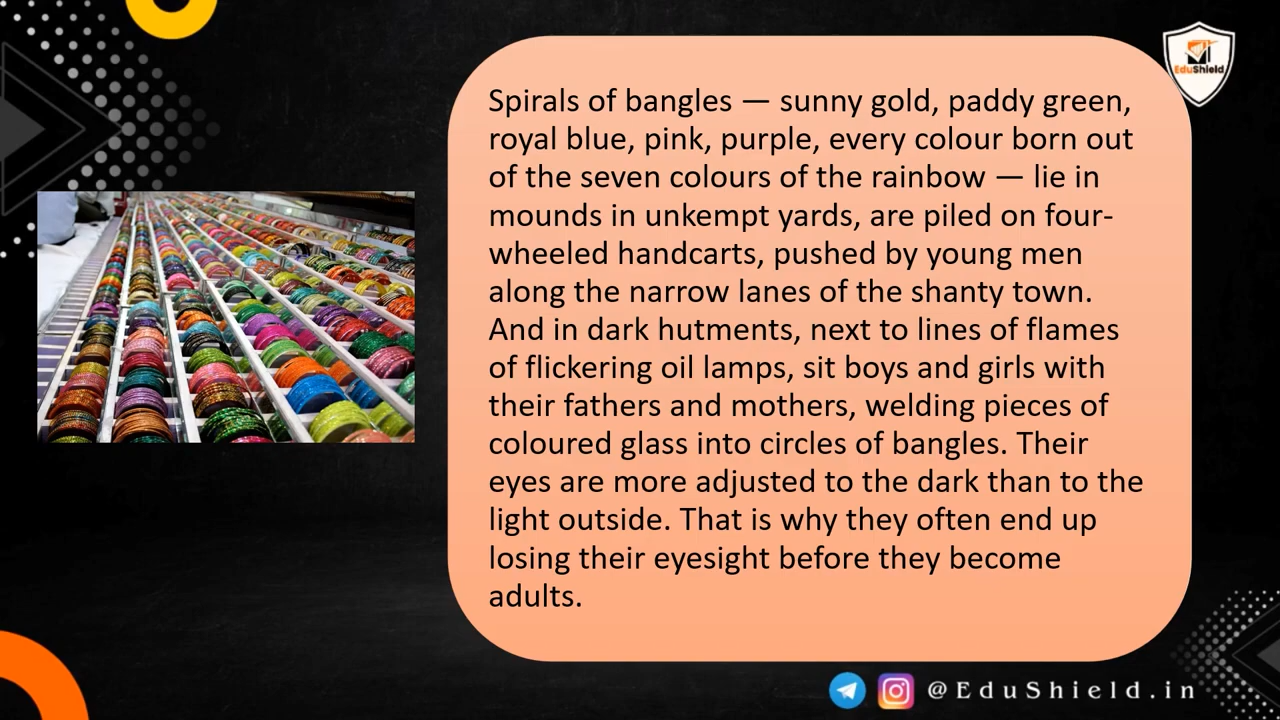 EduShield
Spirals of bangles — sunny gold, paddy green,
royal blue, pink, purple, every colour born out
of the seven colours of the rainbow — lie in
mounds in unkempt yards, are piled on four-
wheeled handcarts, pushed by young men
along the narrow lanes of the shanty town.
And in dark hutments, next to lines of flames
of flickering oil lamps, sit boys and girls with
their fathers and mothers, welding pieces of
coloured glass into circles of bangles. Their
eyes are more adjusted to the dark than to the
light outside. That is why they often end up
losing their eyesight before they become
adults.
@EduShield.in